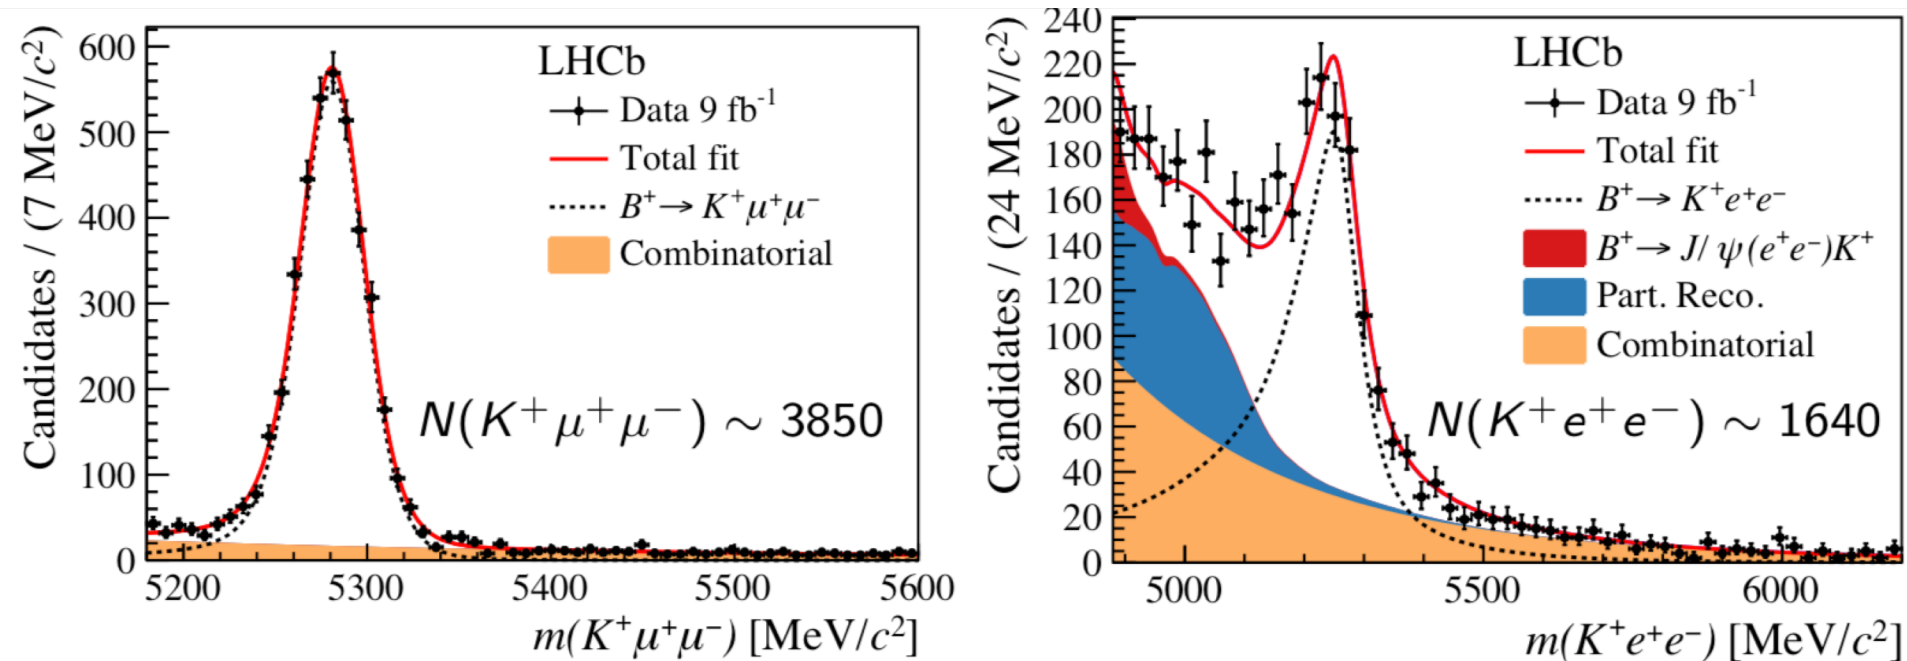 Candidates / (7 MeV/c²)
600
500
400
300
200
100
0
5200
5300
5400
5500
5600
m(K⁺μ⁺μ⁻) [MeV/c²]
LHCb
Data 9 fb⁻¹
Total fit
B⁺→ K⁺μ⁺μ⁻
Combinatorial
N(K⁺μ⁺μ⁻) ∼ 3850
Candidates / (24 MeV/c²)
240
220
200
180
160
140
120
100
80
60
40
20
0
5000
5500
6000
m(K⁺e⁺e⁻) [MeV/c²]
LHCb
Data 9 fb⁻¹
Total fit
B⁺→ K⁺e⁺e⁻
B⁺→ J/ψ(e⁺e⁻)K⁺
Part. Reco.
Combinatorial
N(K⁺e⁺e⁻) ∼ 1640